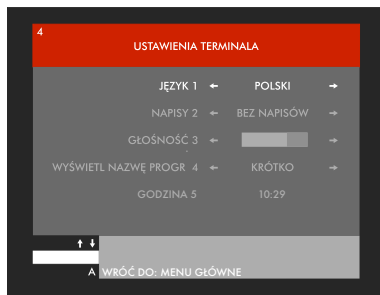 4
USTAWIENIA TERMINALA
JĘZYK 1 ← POLSKI →
NAPISY 2 ← BEZ NAPISÓW →
GŁOŚNOŚĆ 3 ← →
WYŚWIETL NAZWĘ PROGR 4 ← KRÓTKO →
GODZINA 5 10:29
↑ ↓
A WRÓĆ DO: MENU GŁÓWNE